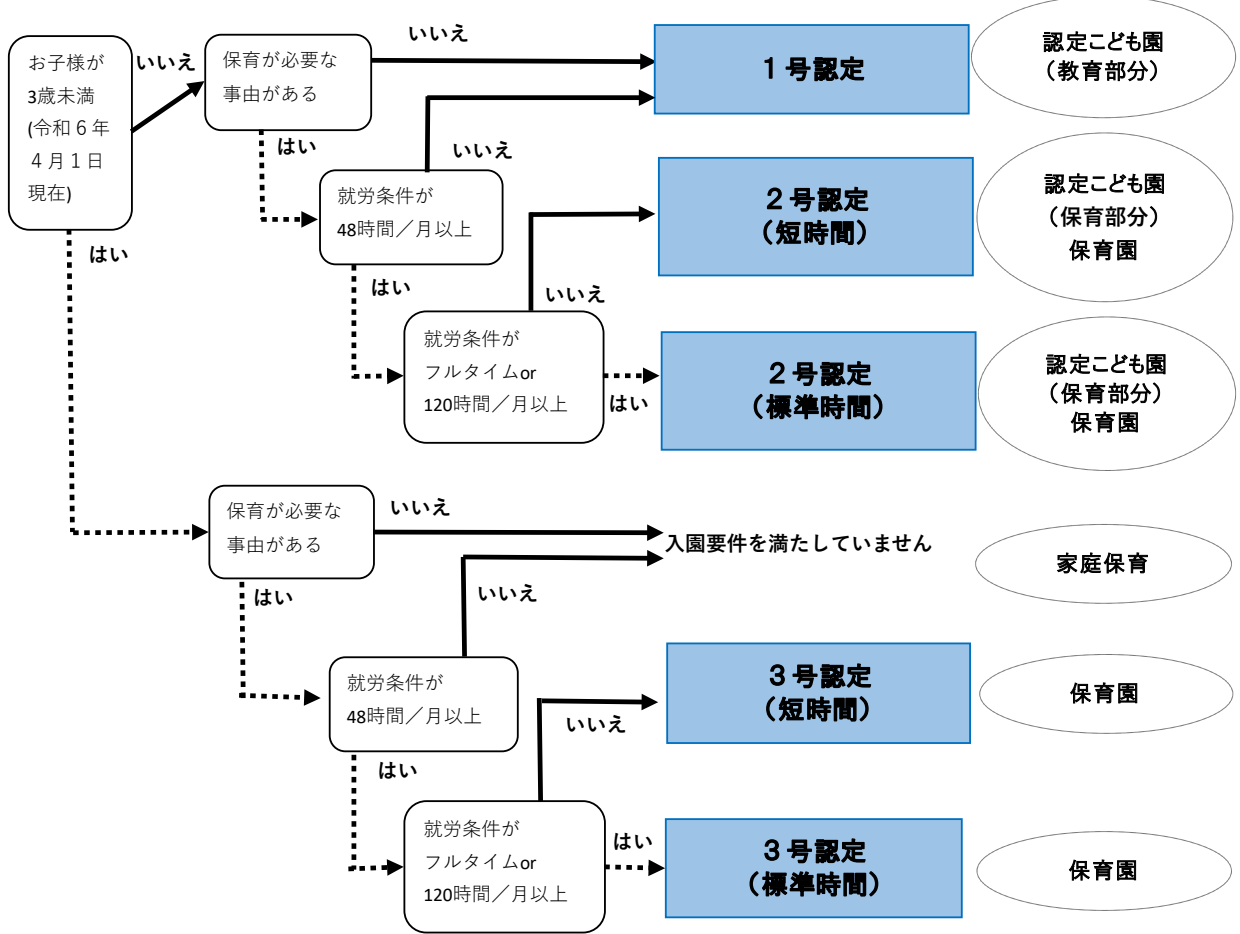 お子様が
3歳未満
(令和６年
４月１日
現在)
いいえ
はい
保育が必要な
事由がある
いいえ
はい
就労条件が
48時間／月以上
いいえ
はい
就労条件が
フルタイムor
120時間／月以上
いいえ
はい
１号認定
認定こども園
（教育部分）
２号認定
（短時間）
認定こども園
（保育部分）
保育園
２号認定
（標準時間）
認定こども園
（保育部分）
保育園
保育が必要な
事由がある
いいえ
はい
入園要件を満たしていません
家庭保育
就労条件が
48時間／月以上
いいえ
はい
就労条件が
フルタイムor
120時間／月以上
いいえ
はい
３号認定
（短時間）
保育園
３号認定
（標準時間）
保育園